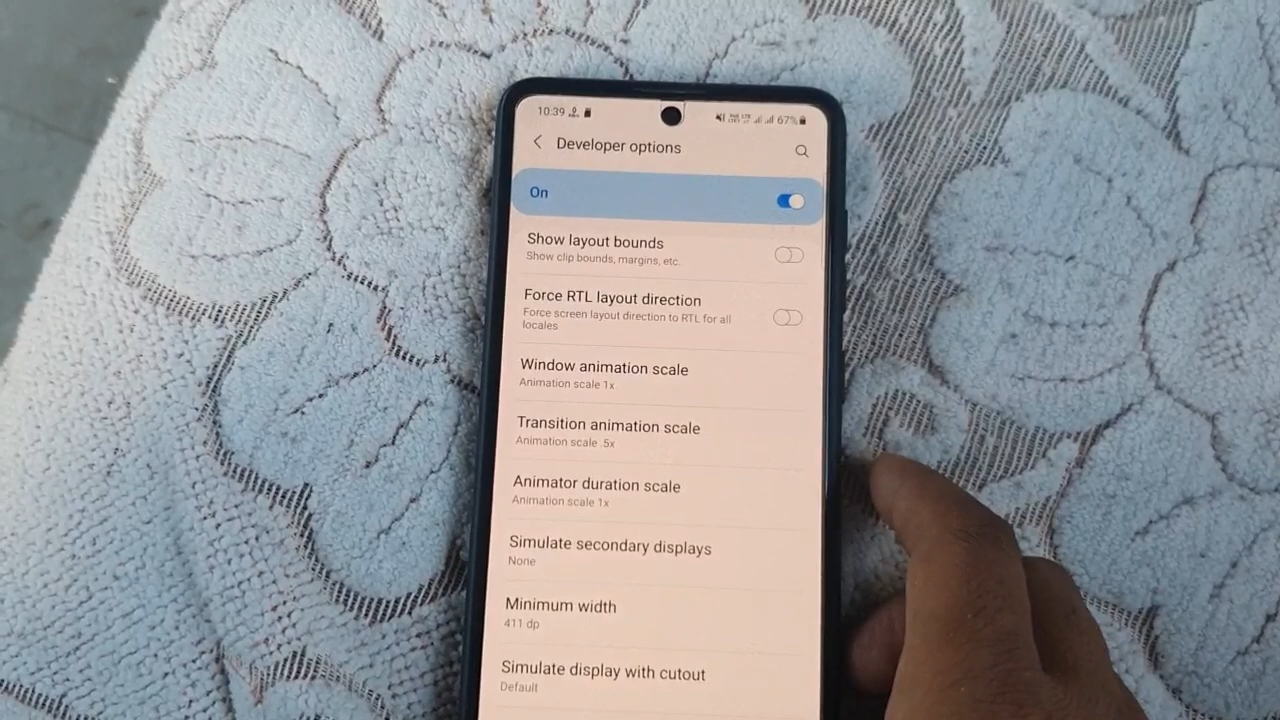 10:39
67%
Developer options
On
Show layout bounds
Show clip bounds, margins, etc.
Force RTL layout direction
Force screen layout direction to RTL for all
locales
Window animation scale
Animation scale 1x
Transition animation scale
Animation scale .5x
Animator duration scale
Animation scale 1x
Simulate secondary displays
None
Minimum width
411 dp
Simulate display with cutout
Default